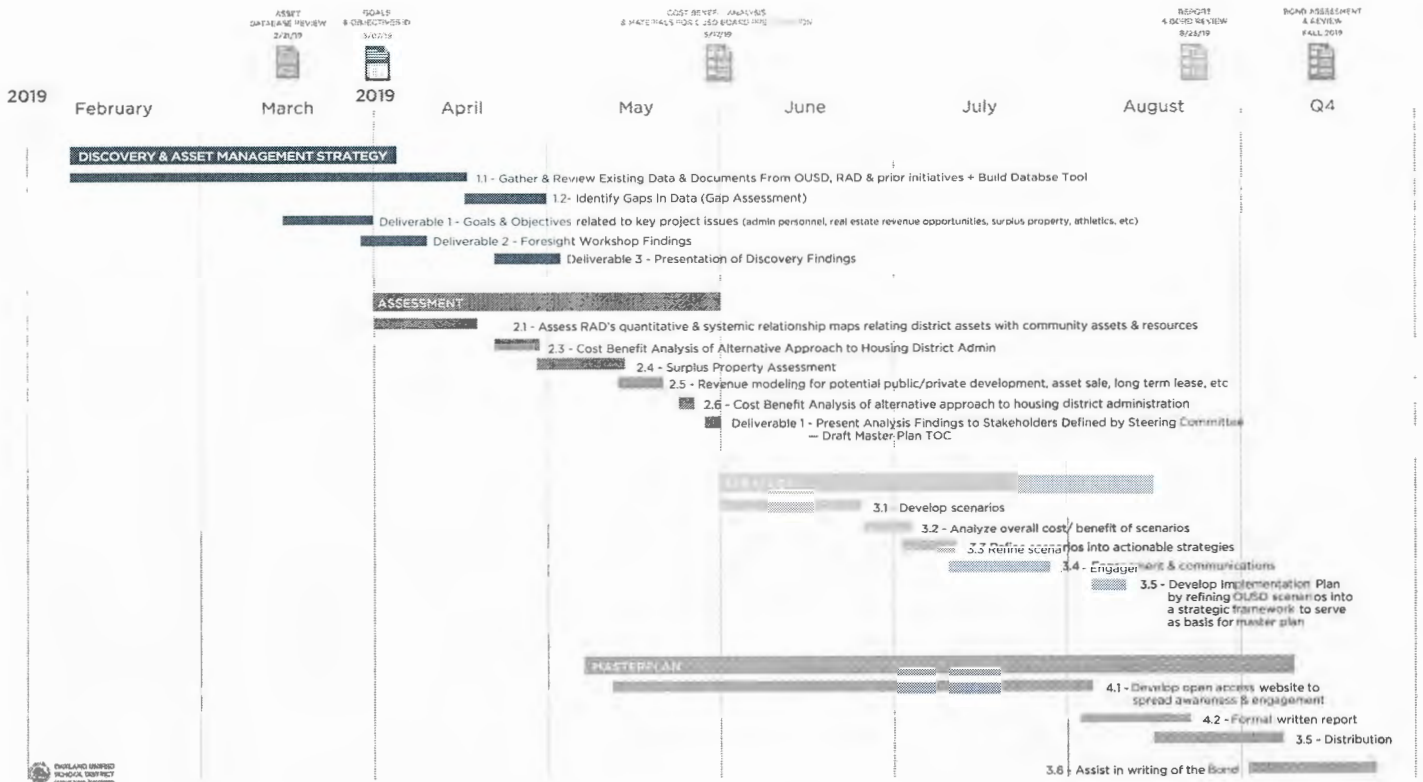 ASSET
DATABASE REVIEW
2/21/19
GOALS
& OBJECTIVES ID
COST BENEFIT ANALYSIS
REPORT
& BORD REVIEW
8/23/19
BOND ASSESSMENT
& REVIEW
FALL 2019
2019
February
March
2019
April
May
June
July
August
Q4
DISCOVERY & ASSET MANAGEMENT STRATEGY
1.1 - Gather & Review Existing Data & Documents From OUSD, RAD & prior initiatives + Build Databse Tool
1.2- Identify Gaps In Data (Gap Assessment)
Deliverable 1 - Goals & Objectives related to key project issues (admin personnel, real estate revenue opportunities, surplus property, athletics, etc)
Deliverable 2 - Foresight Workshop Findings
Deliverable 3 - Presentation of Discovery Findings
ASSESSMENT
2.1 - Assess RAD's quantitative & systemic relationship maps relating district assets with community assets & resources
2.3 - Cost Benefit Analysis of Alternative Approach to Housing District Admin
2.4 - Surplus Property Assessment
2.5 - Revenue modeling for potential public/private development, asset sale, long term lease, etc
2.6 - Cost Benefit Analysis of alternative approach to housing district administration
Deliverable 1 - Present Analysis Findings to Stakeholders Defined by Steering Committee
— Draft Master Plan TOC
3.1 - Develop scenarios
3.2 - Analyze overall cost/ benefit of scenarios
3.3 Refine scenarios into actionable strategies
3.4 - Engagement & communications
3.5 - Develop Implementation Plan
by refining OUSD scenarios into
a strategic framework to serve
as basis for master plan
MASTERPLAN
4.1 - Develop open access website to
spread awareness & engagement
4.2 - Formal written report
3.5 - Distribution
3.6 - Assist in writing of the Bond
OAKLAND UNIFIED
SCHOOL DISTRICT